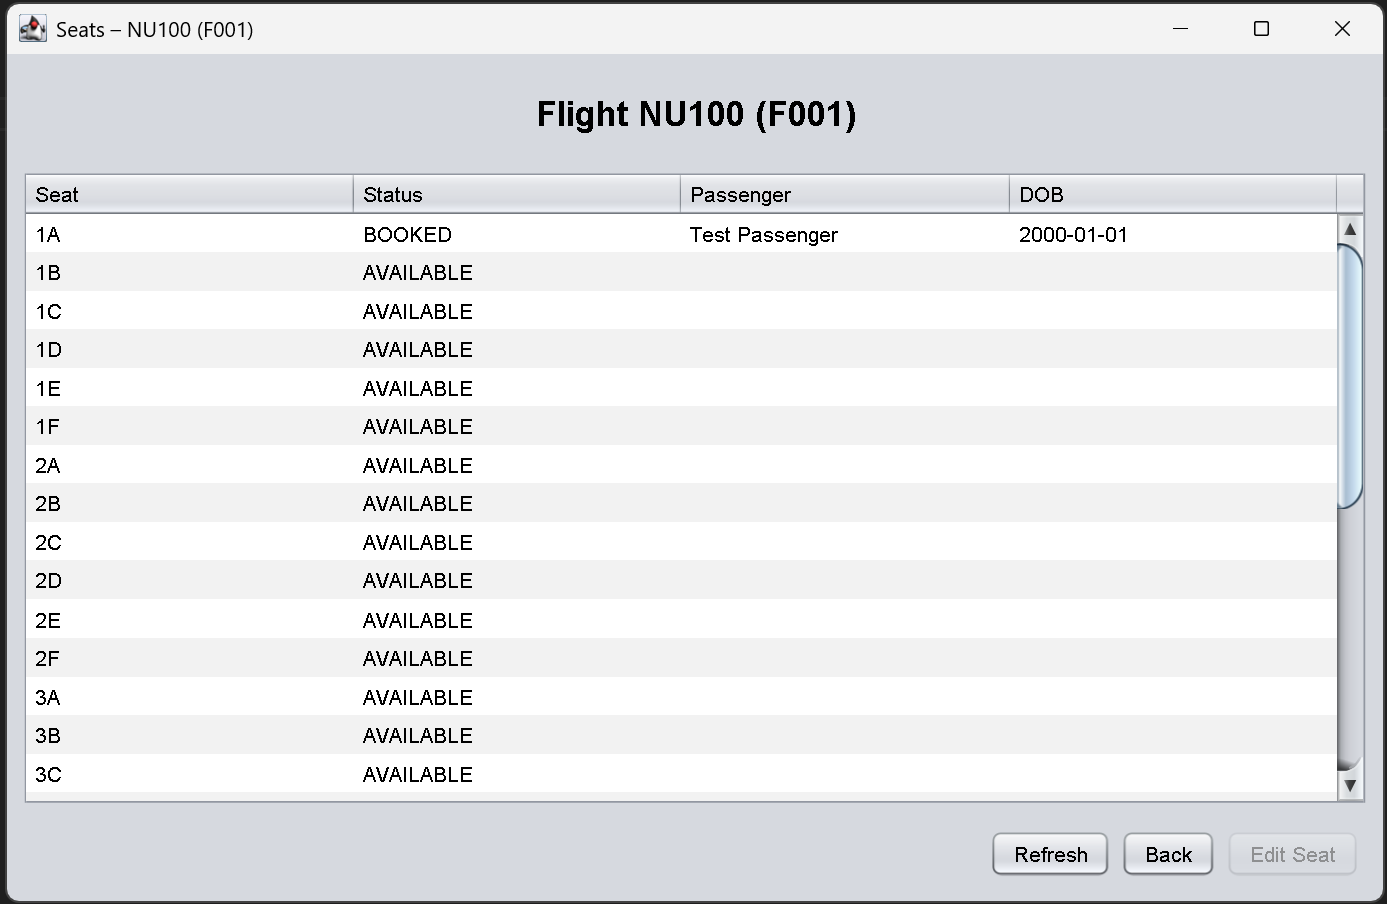 Seats – NU100 (F001)
Flight NU100 (F001)
Seat Status Passenger DOB
1A BOOKED Test Passenger 2000-01-01
1B AVAILABLE
1C AVAILABLE
1D AVAILABLE
1E AVAILABLE
1F AVAILABLE
2A AVAILABLE
2B AVAILABLE
2C AVAILABLE
2D AVAILABLE
2E AVAILABLE
2F AVAILABLE
3A AVAILABLE
3B AVAILABLE
3C AVAILABLE
Refresh Back Edit Seat